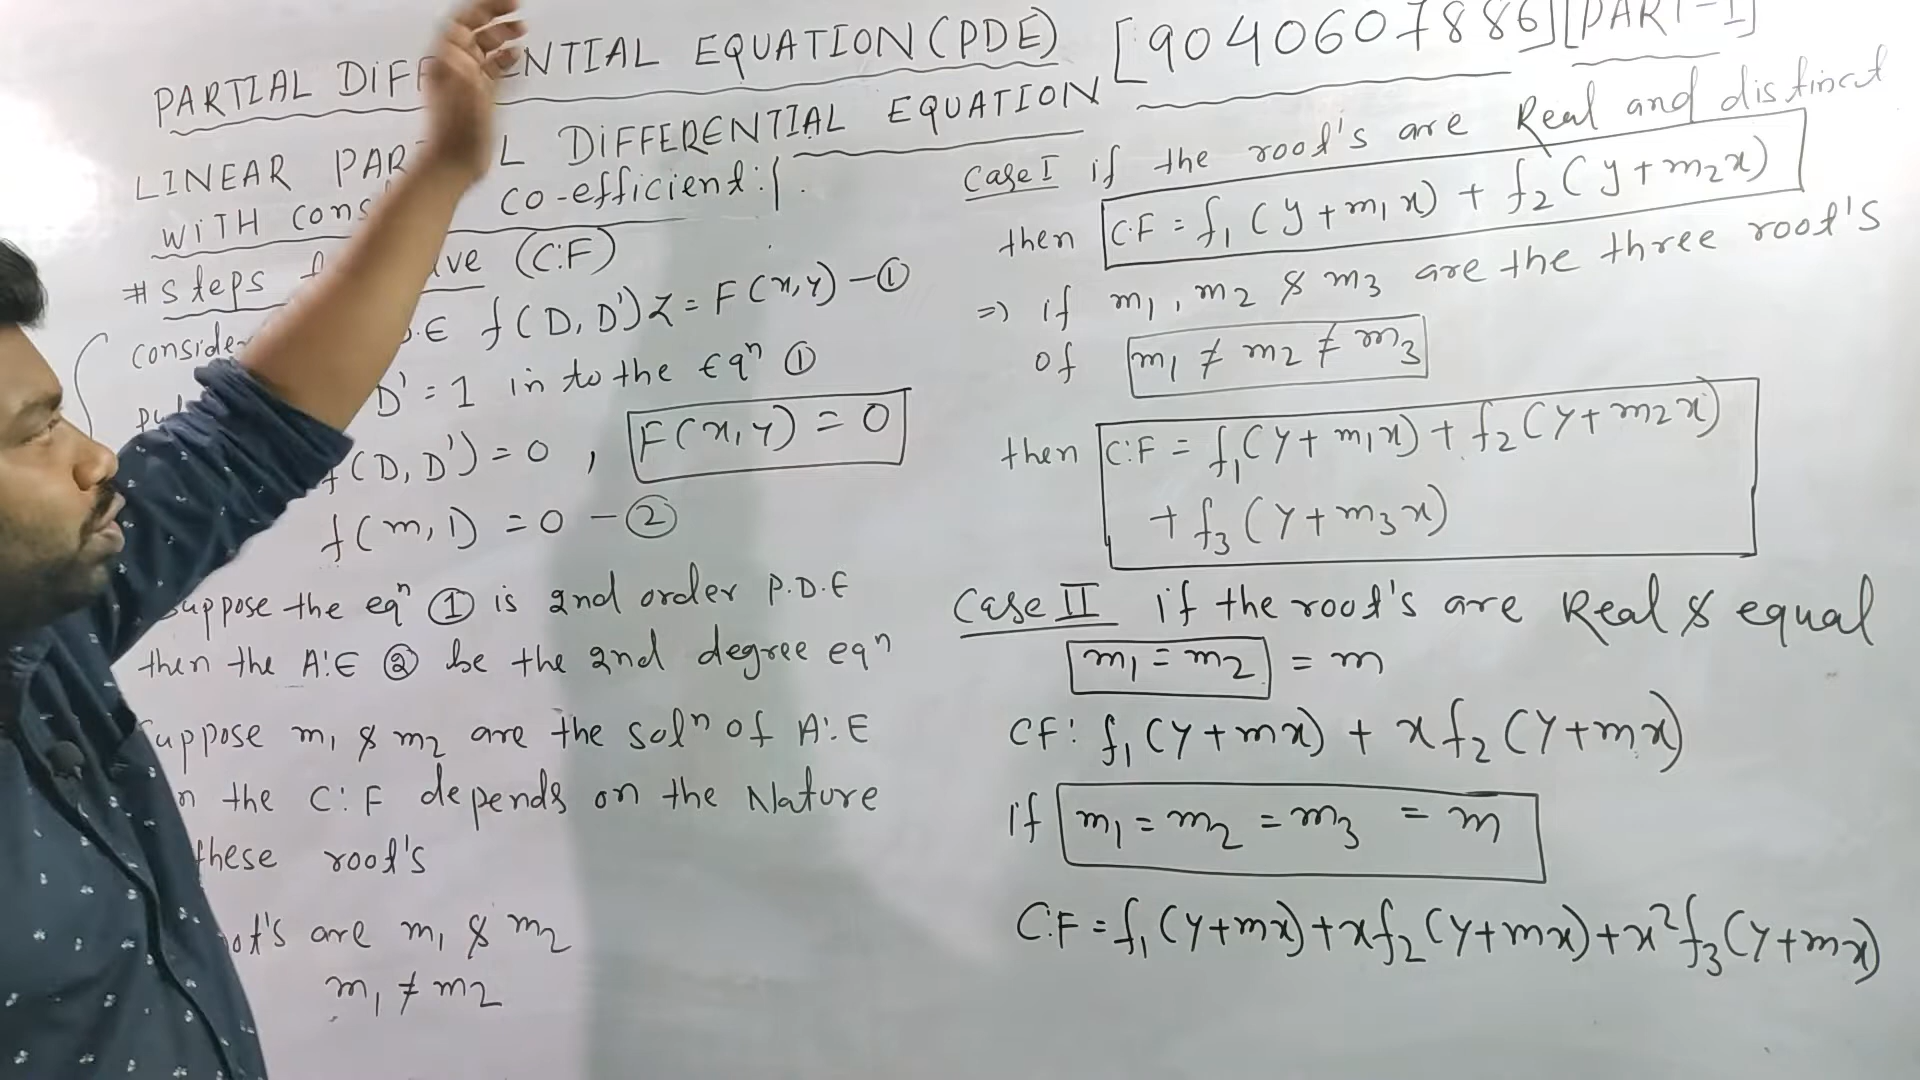 PARTIAL DIFF NTIAL EQUATION (PDE) [9040607886] [PART-I]
LINEAR PAR L DIFFERENTIAL EQUATION
WITH cons co-efficient:-
# steps ve (C.F)
conside .E f(D, D')Z = F(x,y) - ①
D' = 1 in to the Eqⁿ ①
f(D, D') = 0 , F(x,y) = 0
f(m, 1) = 0 - ②
suppose the eqⁿ ① is 2nd order P.D.E
then the A.E ② be the 2nd degree eqⁿ
uppose m₁ & m₂ are the solⁿ of A.E
n the C.F depends on the Nature
these root's
ot's are m₁ & m₂
m₁ ≠ m₂
Case I if the root's are Real and distinct
then C.F = f₁(y+m₁x) + f₂(y+m₂x)
=> if m₁, m₂ & m₃ are the three root's
of m₁ ≠ m₂ ≠ m₃
then C.F = f₁(y+m₁x) + f₂(y+m₂x)
+ f₃(y+m₃x)
Case II if the root's are Real & equal
m₁ = m₂ = m
CF: f₁(y+mx) + x f₂(y+mx)
if m₁ = m₂ = m₃ = m
C.F = f₁(y+mx) + xf₂(y+mx) + x²f₃(y+mx)